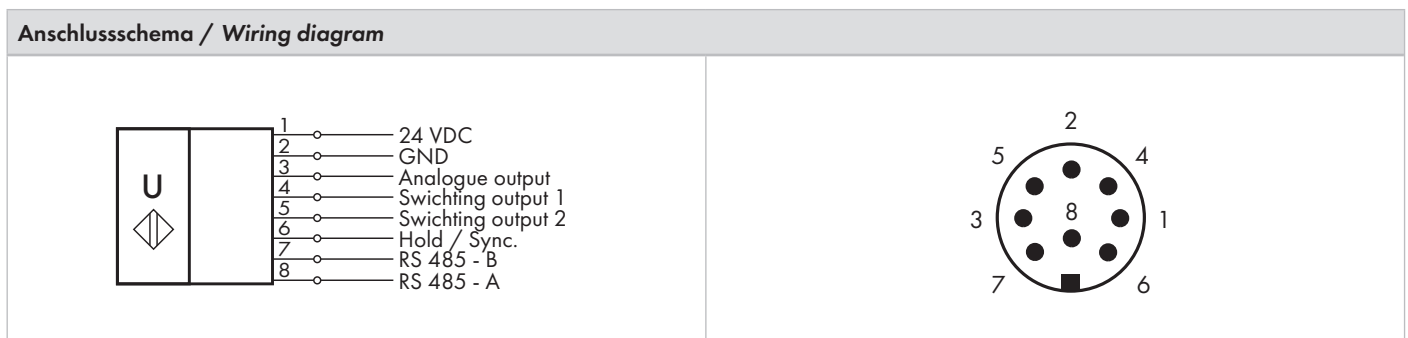 Anschlussschema / Wiring diagram
U
1 24 VDC
2 GND
3 Analogue output
4 Swichting output 1
5 Swichting output 2
6 Hold / Sync.
7 RS 485 - B
8 RS 485 - A
2
5 4
3 8 1
7 6